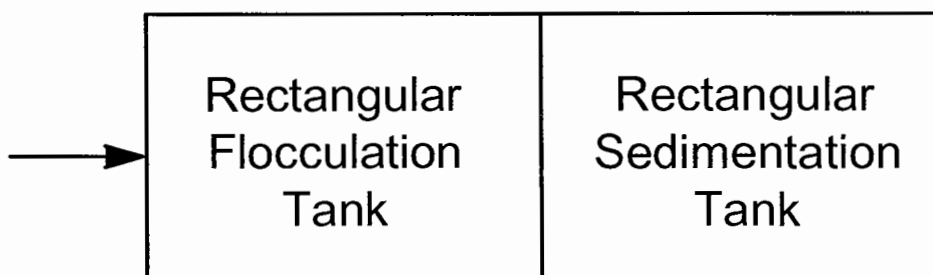 Rectangular
Flocculation
Tank
Rectangular
Sedimentation
Tank